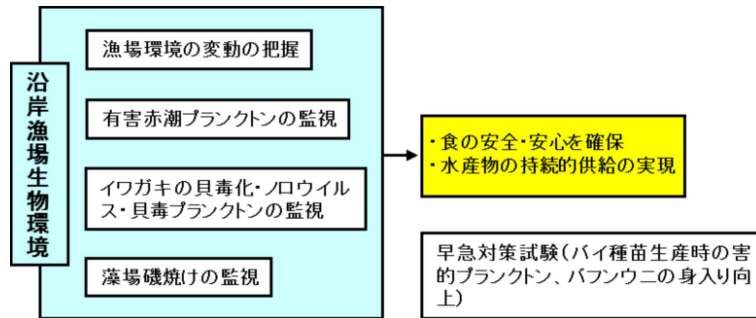 沿岸漁場生物環境
漁場環境の変動の把握
有害赤潮プランクトンの監視
イワガキの貝毒化・ノロウイル
ス・貝毒プランクトンの監視
藻場磯焼けの監視
・食の安全・安心を確保
・水産物の持続的供給の実現
早急対策試験(バイ種苗生産時の害
的プランクトン、バフンウニの身入り向
上)